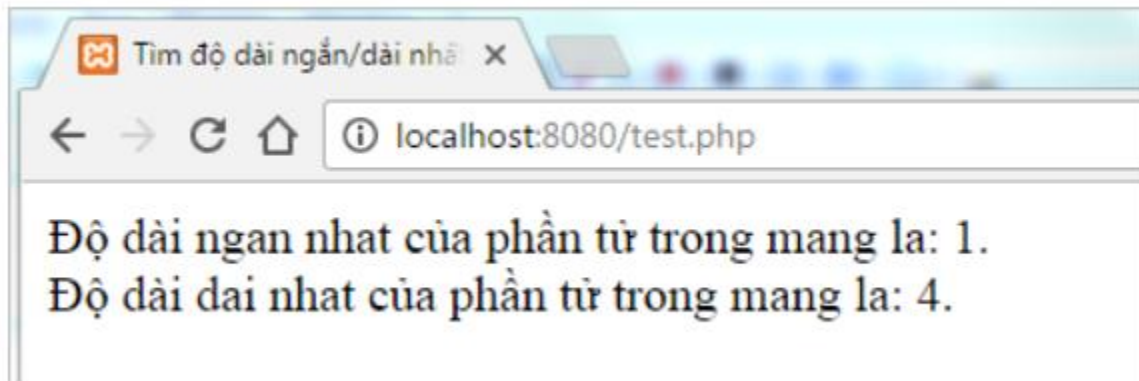 Tìm độ dài ngắn/dài nhấ
localhost:8080/test.php
Độ dài ngan nhat của phần tử trong mang la: 1.
Độ dài dai nhat của phần tử trong mang la: 4.